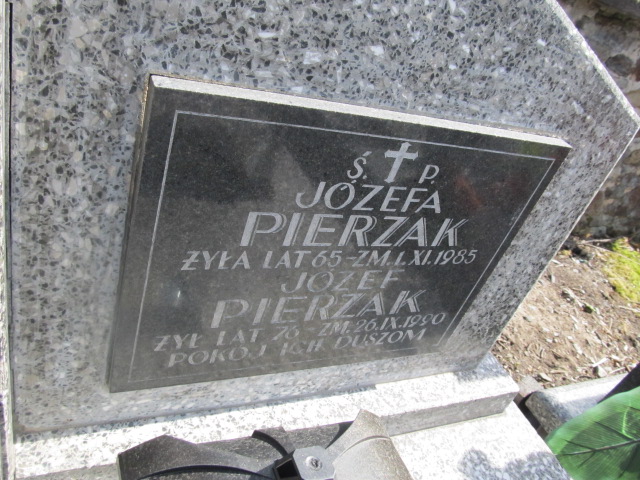 Ś. P.
JÓZEFA
PIERZAK
ŻYŁA LAT 65 - ZM. 1.XI.1985
JÓZEF
PIERZAK
ŻYŁ LAT 76 - ZM. 26.IX.1990
POKÓJ ICH DUSZOM